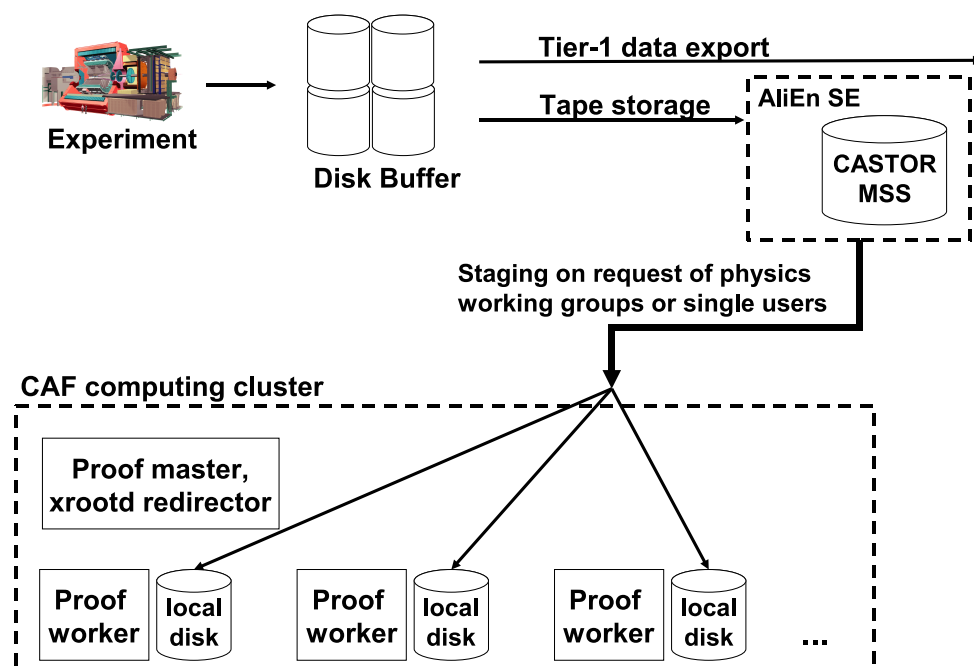 Tier-1 data export
Experiment
Disk Buffer
Tape storage
AliEn SE
CASTOR
MSS
Staging on request of physics
working groups or single users
CAF computing cluster
Proof master,
xrootd redirector
Proof
worker
local
disk
Proof
worker
local
disk
Proof
worker
local
disk
...